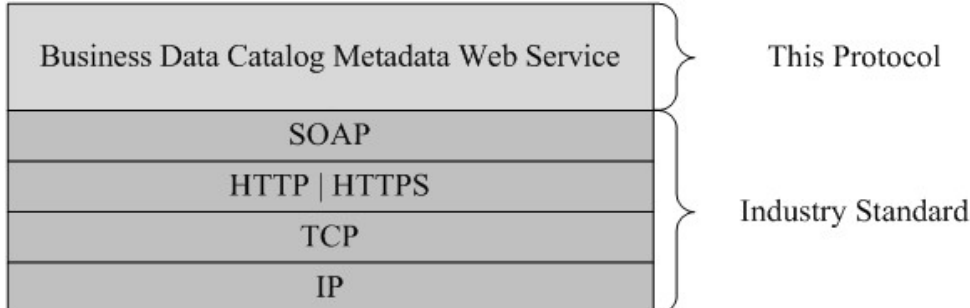 Business Data Catalog Metadata Web Service
This Protocol
SOAP
HTTP | HTTPS
Industry Standard
TCP
IP